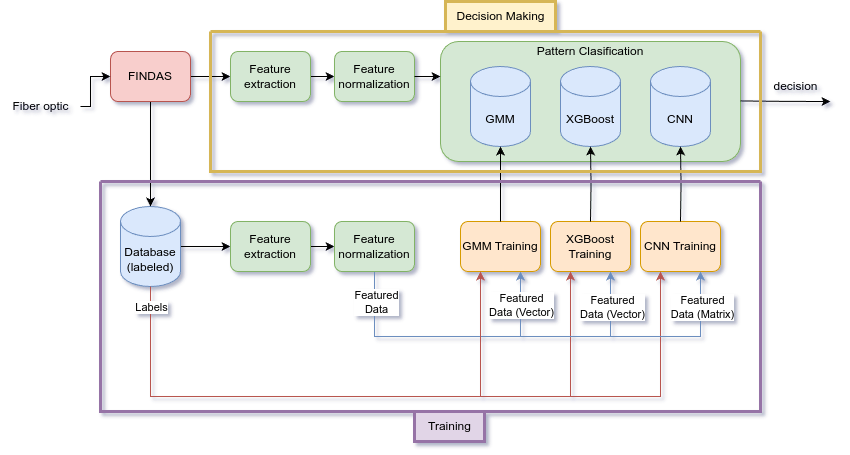 Decision Making
Pattern Clasification
FINDAS
Feature
extraction
Feature
normalization
GMM
XGBoost
CNN
decision
Fiber optic
Database
(labeled)
Feature
extraction
Feature
normalization
GMM Training
XGBoost
Training
CNN Training
Labels
Featured
Data
Featured
Data (Vector)
Featured
Data (Vector)
Featured
Data (Matrix)
Training